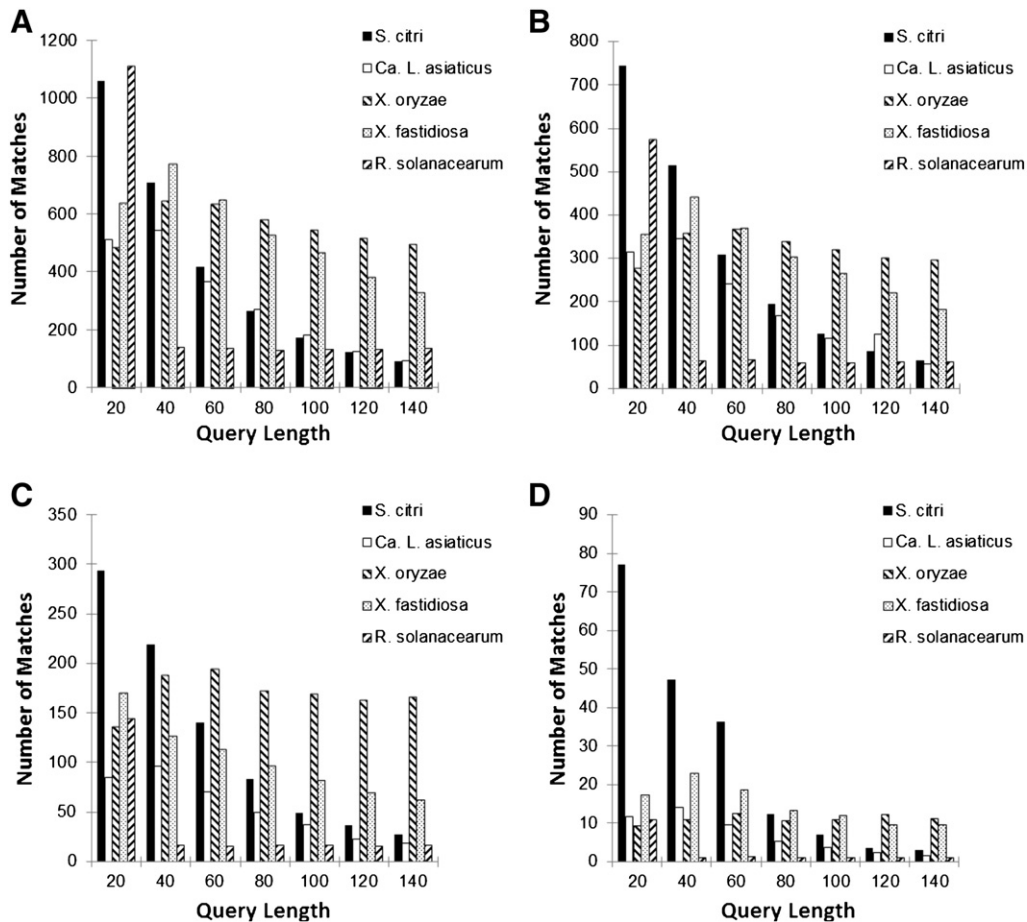 A
1200
1000
800
600
400
200
0
Number of Matches
S. citri
Ca. L. asiaticus
X. oryzae
X. fastidiosa
R. solanacearum
20 40 60 80 100 120 140
Query Length
B
800
700
600
500
400
300
200
100
0
Number of Matches
S. citri
Ca. L. asiaticus
X. oryzae
X. fastidiosa
R. solanacearum
20 40 60 80 100 120 140
Query Length
C
350
300
250
200
150
100
50
0
Number of Matches
S. citri
Ca. L. asiaticus
X. oryzae
X. fastidiosa
R. solanacearum
20 40 60 80 100 120 140
Query Length
D
90
80
70
60
50
40
30
20
10
0
Number of Matches
S. citri
Ca. L. asiaticus
X. oryzae
X. fastidiosa
R. solanacearum
20 40 60 80 100 120 140
Query Length